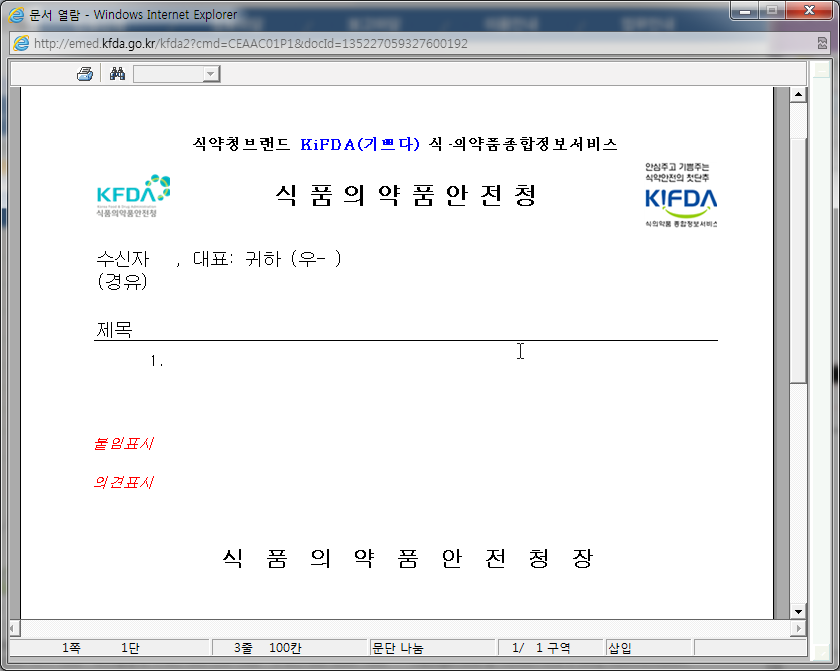 문서 열람 - Windows Internet Explorer
http://emed.kfda.go.kr/kfda2?cmd=CEAAC01P1&docId=135227059327600192
식약청브랜드 KiFDA(기쁘다) 식·의약품종합정보서비스
KFDA
식품의약품안전청
식 품 의 약 품 안 전 청
안심주고 기쁨주는
식약안전의 첫단추
KIFDA
식의약품 종합정보서비스
수신자 , 대표: 귀하 (우- )
(경유)
제목
1.
붙임표시
의견표시
식 품 의 약 품 안 전 청 장
1쪽 1단 3줄 100칸 문단 나눔 1/ 1 구역 삽입